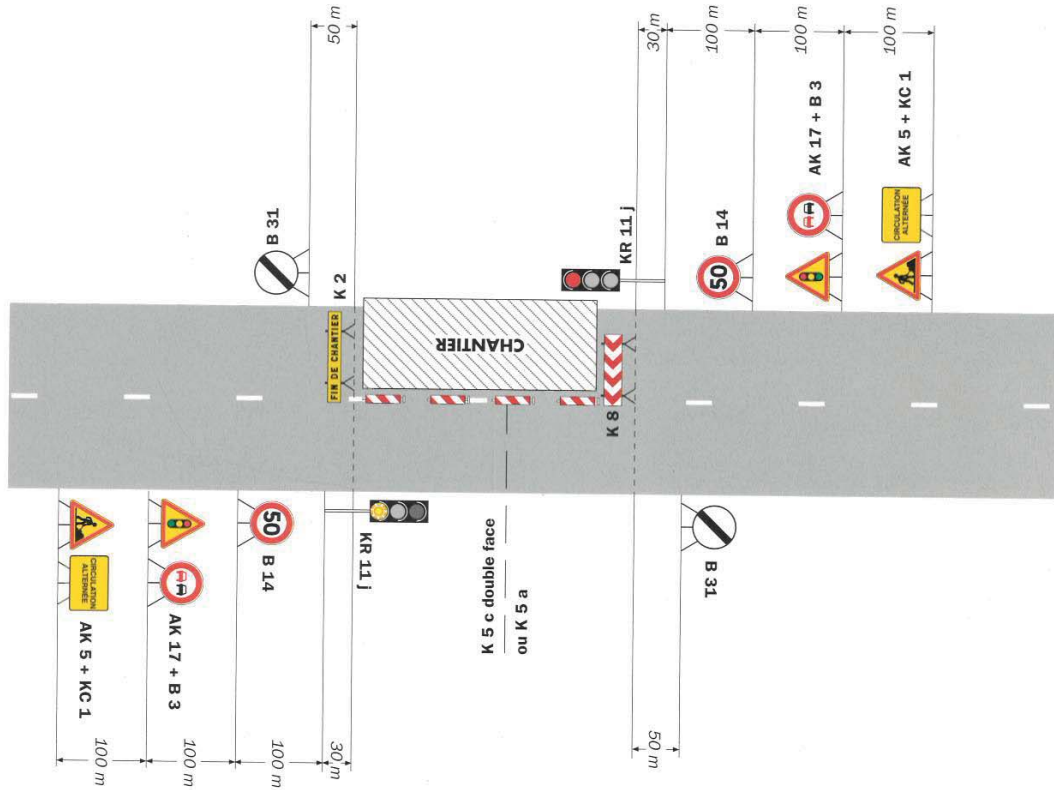 50 m
30 m
100 m
100 m
100 m
AK 5 + KC 1
AK 17 + B 3
B 14
KR 11 j
B 31
K 2
CIRCULATION
ALTERNÉE
50
FIN DE CHANTIER
CHANTIER
K 8
K 5 c double face
ou K 5 a
50
B 14
KR 11 j
B 31
CIRCULATION
ALTERNÉE
AK 17 + B 3
AK 5 + KC 1
100 m
100 m
100 m
30 m
50 m